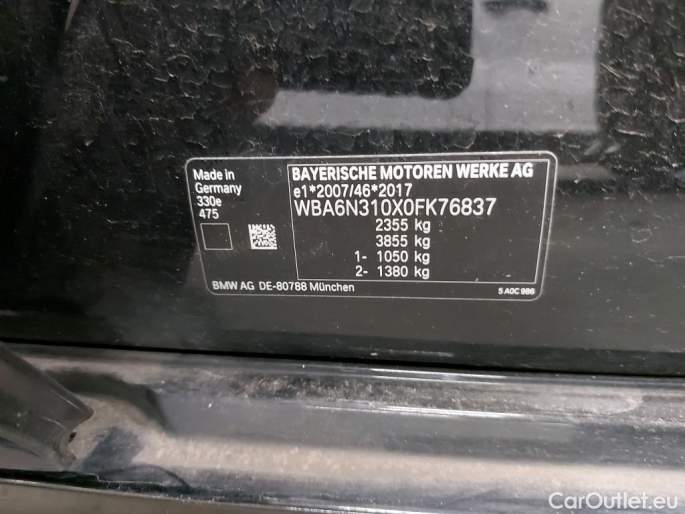 Made in
Germany
330e
475
BAYERISCHE MOTOREN WERKE AG
e1*2007/46*2017
WBA6N310X0FK76837
2355 kg
3855 kg
1- 1050 kg
2- 1380 kg
BMW AG DE-80788 München
5 A0C 9B6
CarOutlet.eu